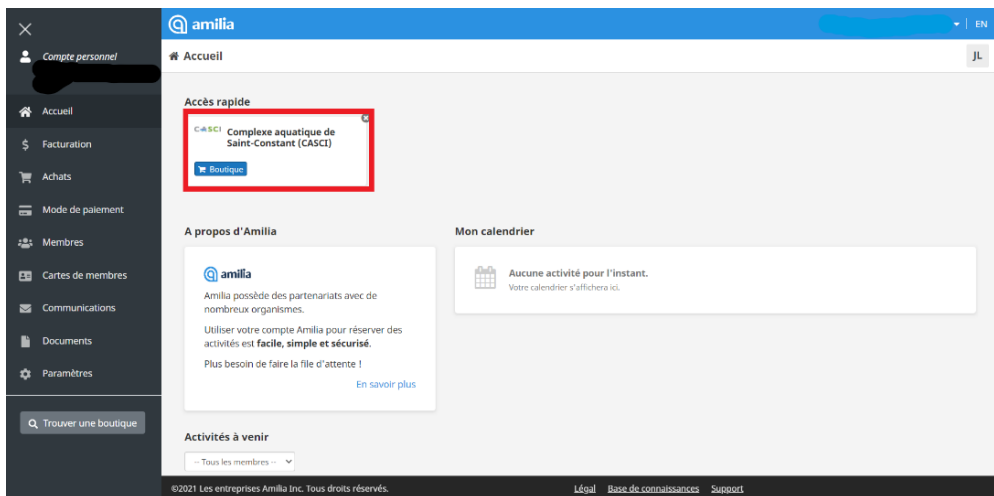 amilia
EN
Compte personnel
Accueil
Facturation
Achats
Mode de paiement
Membres
Cartes de membres
Communications
Documents
Paramètres
Trouver une boutique
Accueil
JL
Accès rapide
CASCI
Complexe aquatique de
Saint-Constant (CASCI)
Boutique
A propos d'Amilia
amilia
Amilia possède des partenariats avec de
nombreux organismes.
Utiliser votre compte Amilia pour réserver des
activités est facile, simple et sécurisé.
Plus besoin de faire la file d'attente !
En savoir plus
Mon calendrier
Aucune activité pour l'instant.
Votre calendrier s'affichera ici.
Activités à venir
-- Tous les membres --
©2021 Les entreprises Amilia Inc. Tous droits réservés.
Légal Base de connaissances Support